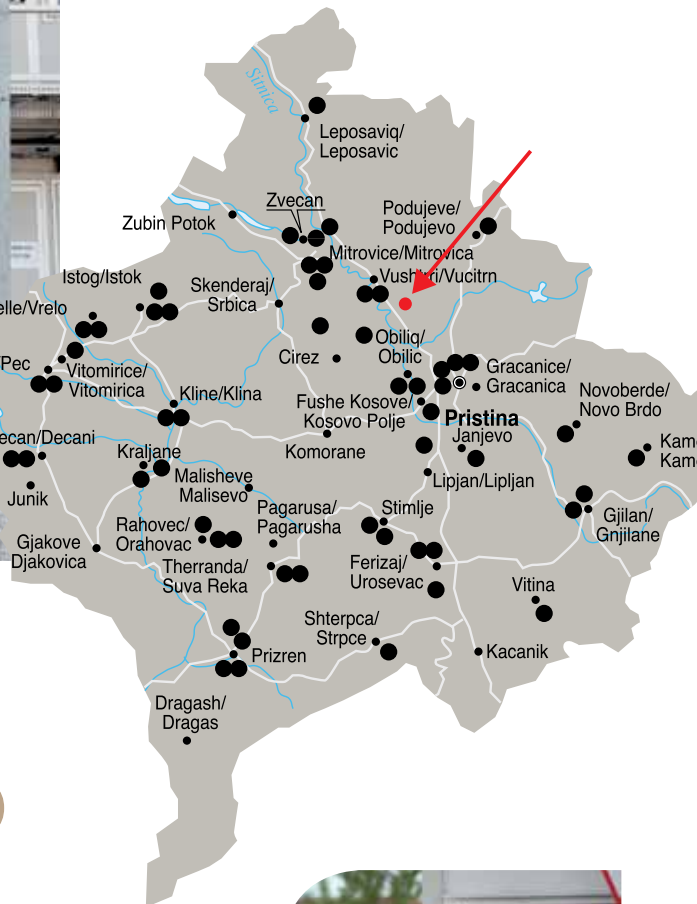 Sitnica
Leposaviq/
Leposavic
Zvecan
Zubin Potok
Podujeve/
Podujevo
Mitrovice/Mitrovica
Istog/Istok
Skenderaj/
Srbica
Vushtrri/Vucitrn
elle/Vrelo
Obiliq/
Obilic
Cirez
/Pec
Vitomirice/
Vitomirica
Gracanice/
Gracanica
Kline/Klina
Fushe Kosove/
Kosovo Polje
Novoberde/
Novo Brdo
Pristina
Janjevo
ecan/Decani
Kraljane
Komorane
Kame
Kame
Junik
Malisheve
Malisevo
Lipjan/Lipljan
Pagarusa/
Pagarusha
Stimlje
Rahovec/
Orahovac
Gjilan/
Gnjilane
Gjakove
Djakovica
Therranda/
Suva Reka
Ferizaj/
Urosevac
Vitina
Shterpca/
Strpce
Prizren
Kacanik
Dragash/
Dragas